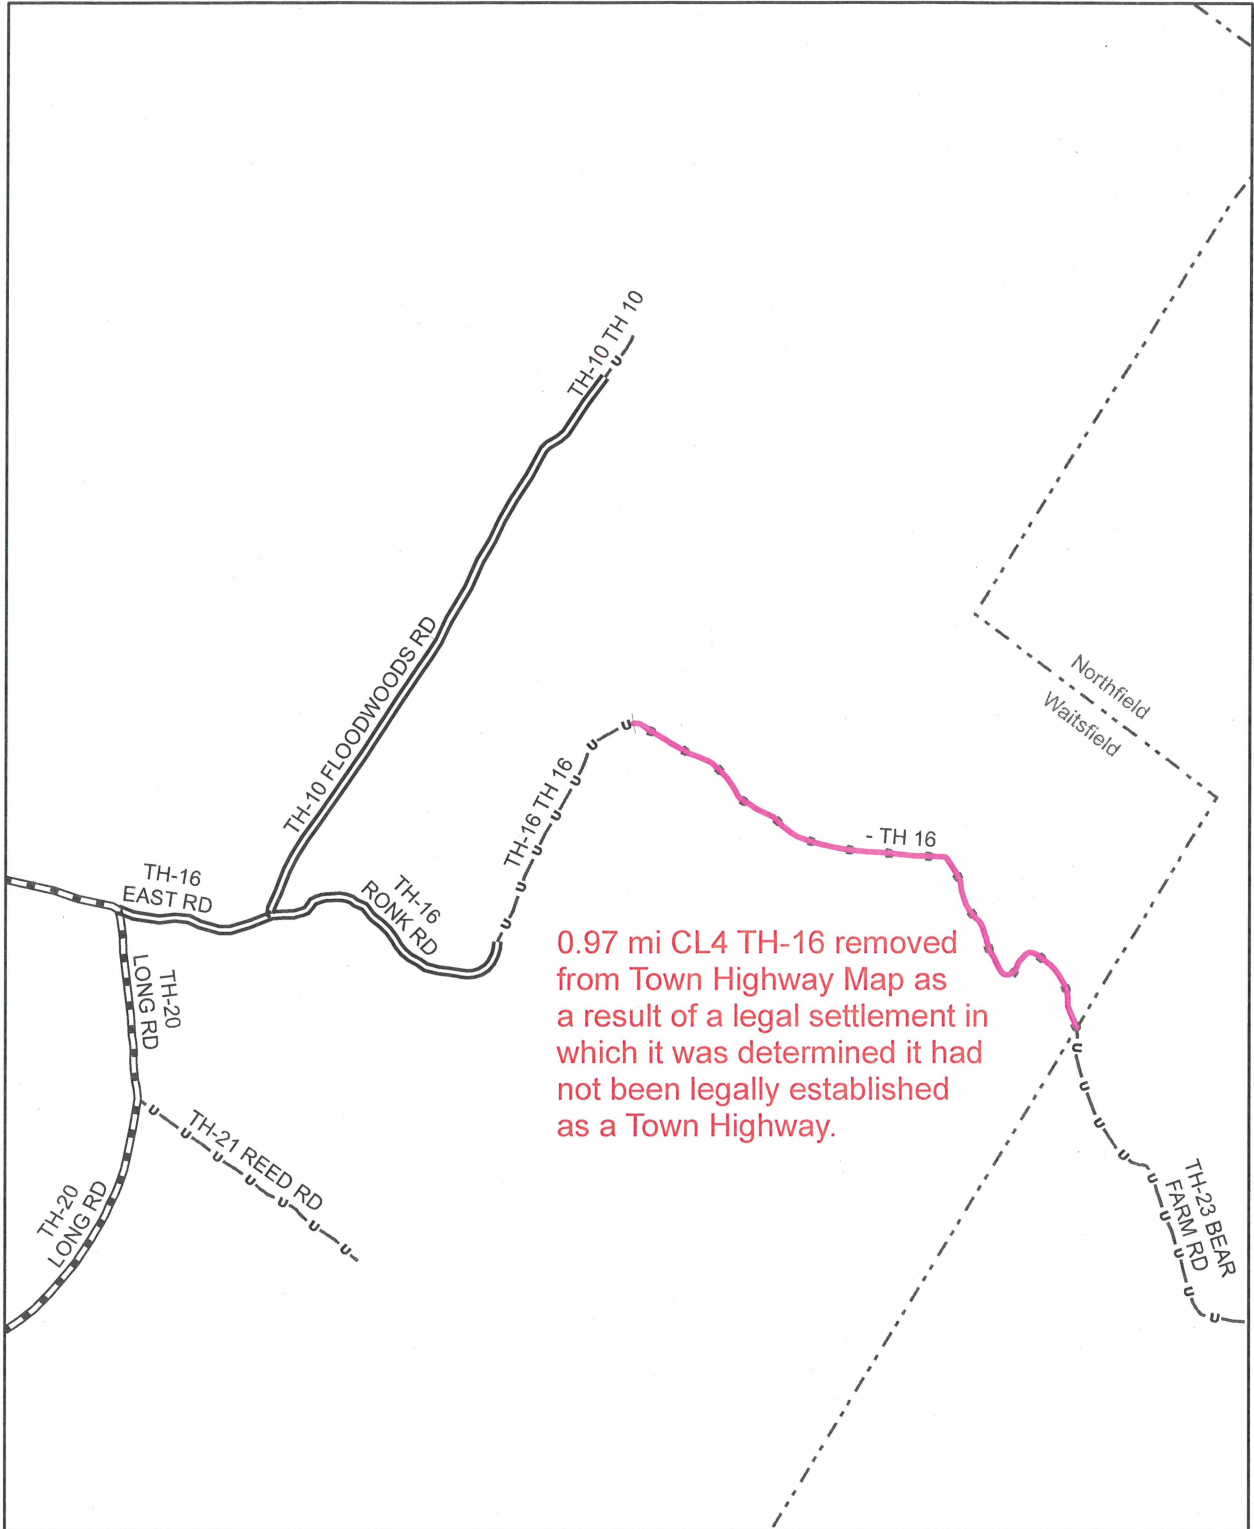 TH-10 TH 10
TH-10 FLOODWOODS RD
Northfield
Waitsfield
TH-16 TH 16
- TH 16
TH-16
EAST RD
TH-16
RONK RD
0.97 mi CL4 TH-16 removed
from Town Highway Map as
a result of a legal settlement in
which it was determined it had
not been legally established
as a Town Highway.
TH-20
LONG RD
TH-21 REED RD
TH-20
LONG RD
TH-23 BEAR
FARM RD